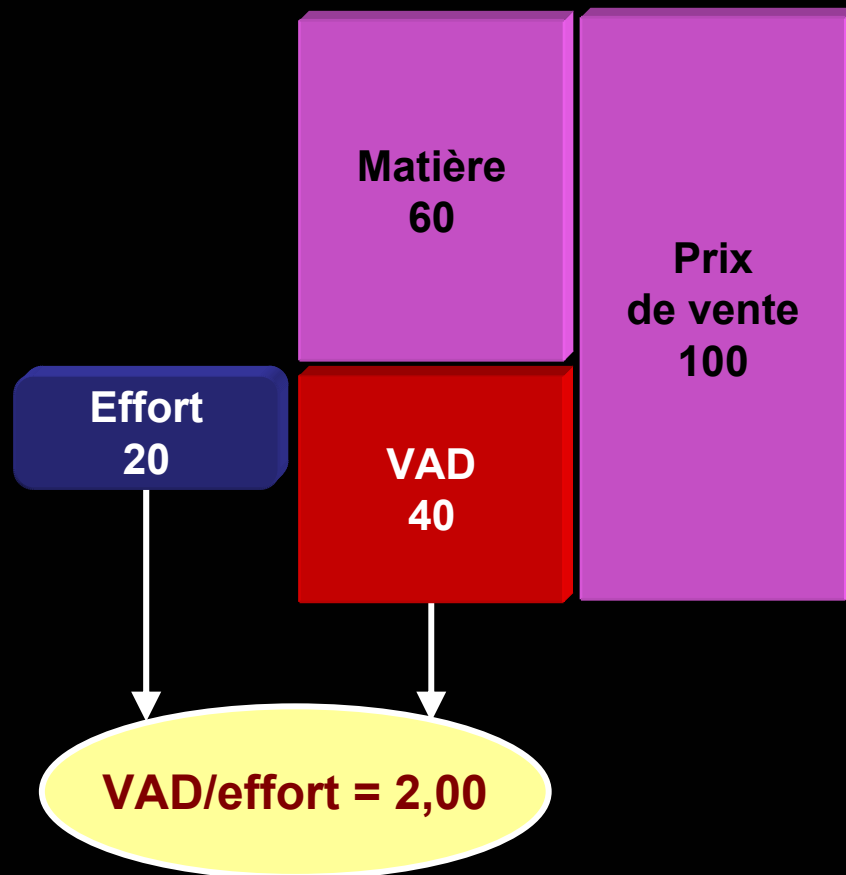 Matière
60
Prix
de vente
100
Effort
20
VAD
40
VAD/effort = 2,00